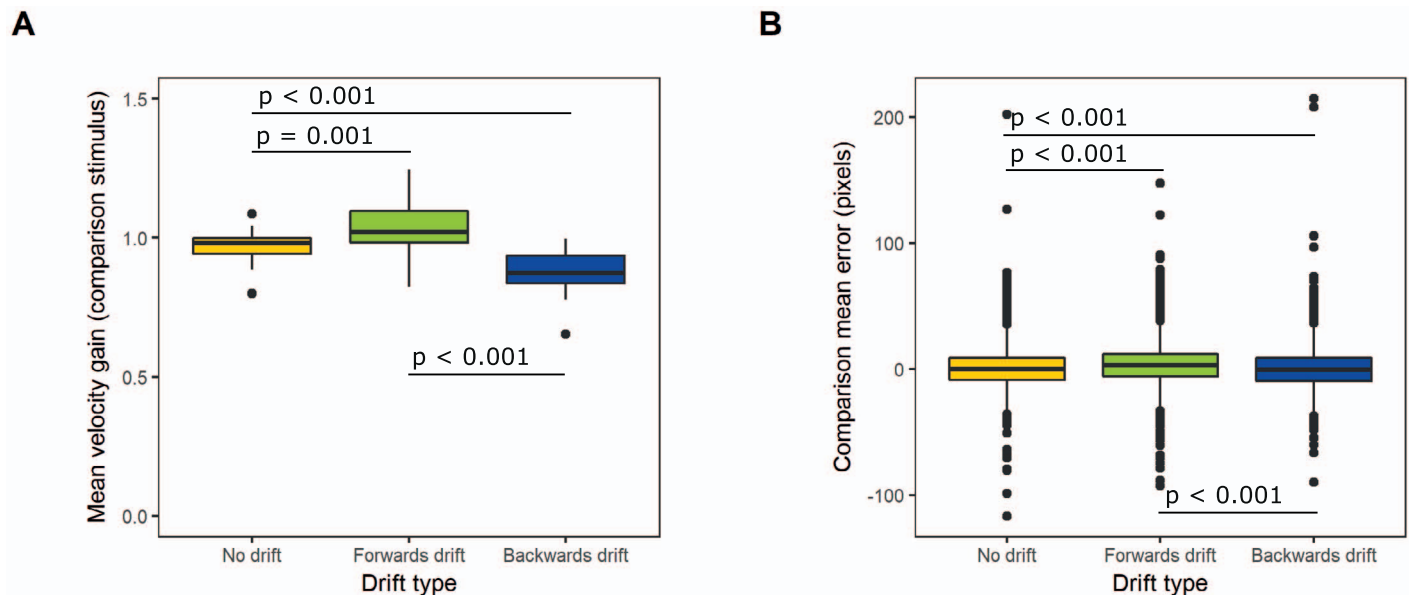 A
Mean velocity gain (comparison stimulus)
1.5
1.0
0.5
0.0
p < 0.001
p = 0.001
p < 0.001
No drift
Forwards drift
Backwards drift
Drift type
B
Comparison mean error (pixels)
200
100
0
-100
p < 0.001
p < 0.001
p < 0.001
No drift
Forwards drift
Backwards drift
Drift type